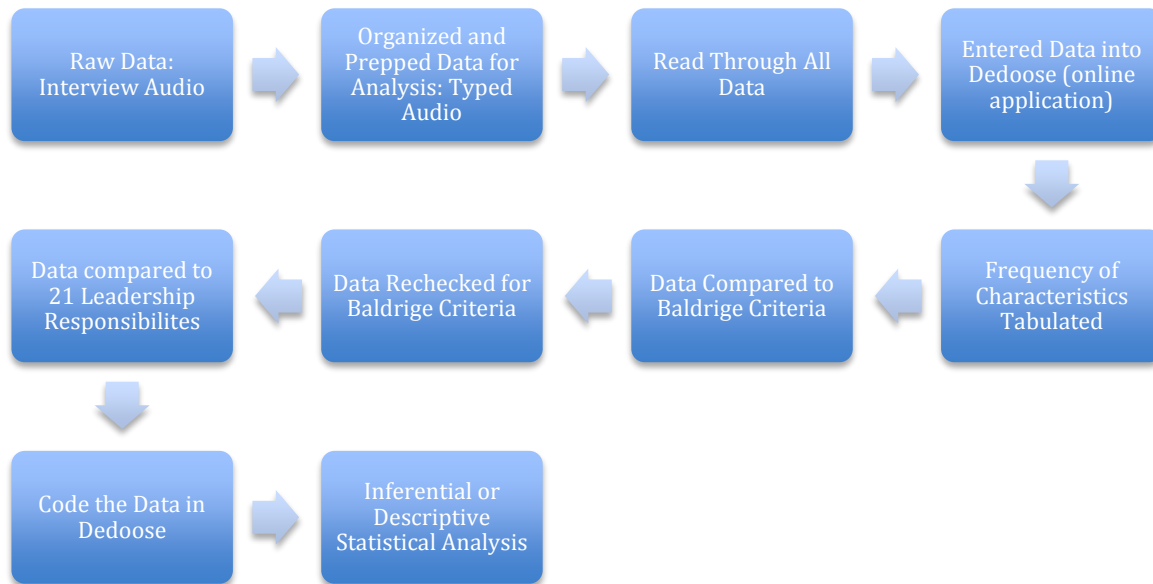 Raw Data:
Interview Audio
Organized and
Prepped Data for
Analysis: Typed
Audio
Read Through All
Data
Entered Data into
Dedoose (online
application)
Frequency of
Characteristics
Tabulated
Data Compared to
Baldrige Criteria
Data Rechecked for
Baldrige Criteria
Data compared to
21 Leadership
Responsibilites
Code the Data in
Dedoose
Inferential or
Descriptive
Statistical Analysis